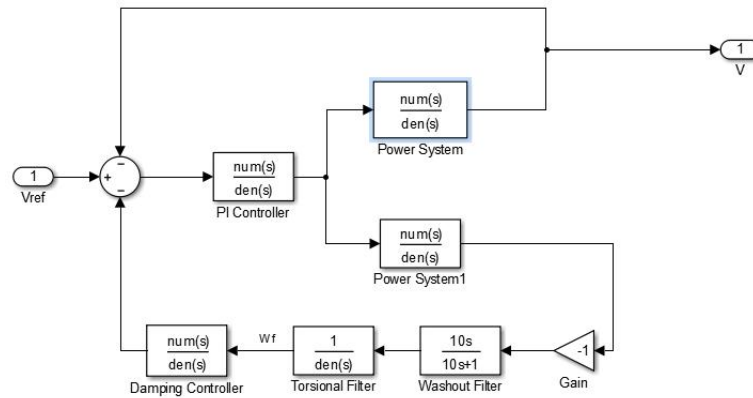 1
V
num(s)
den(s)
Power System
1
Vref
+
−
−
num(s)
den(s)
PI Controller
num(s)
den(s)
Power System1
num(s)
den(s)
Damping Controller
Wf
1
den(s)
Torsional Filter
10s
10s+1
Washout Filter
-1
Gain